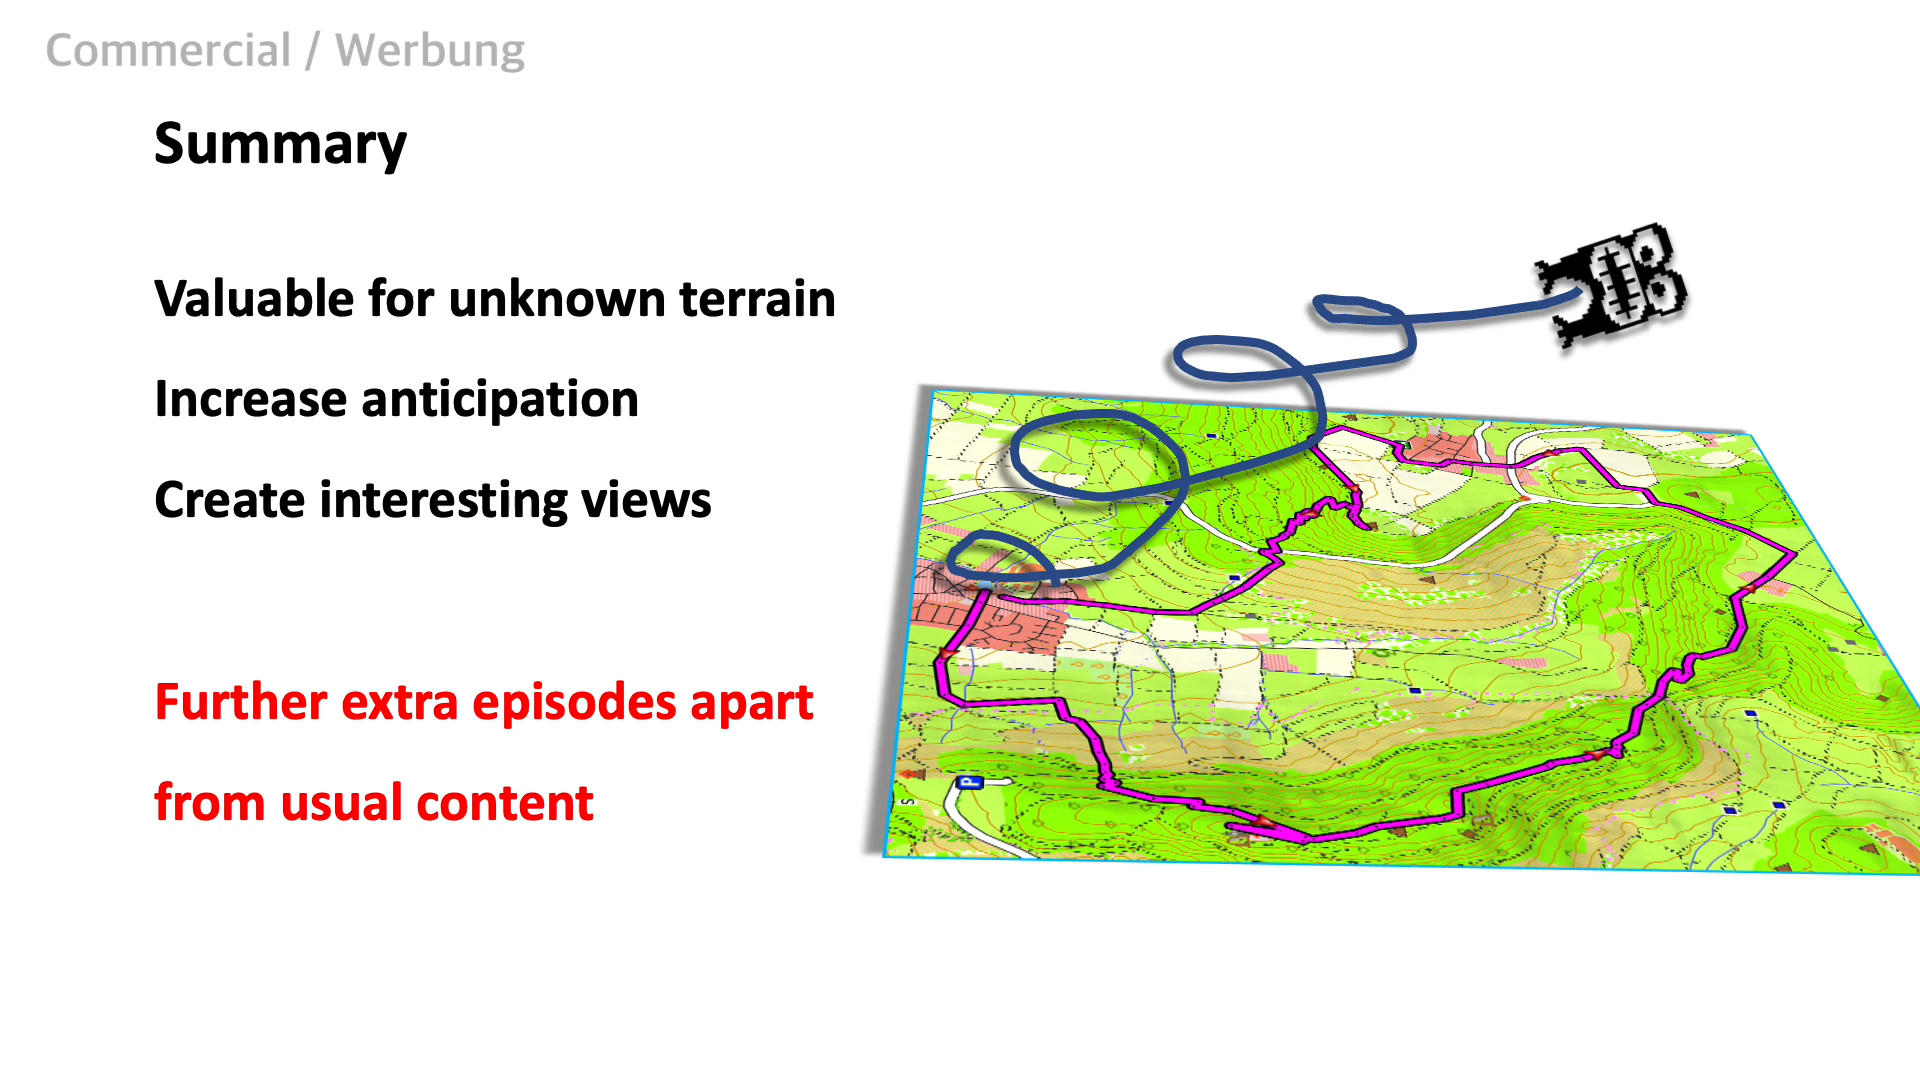 Commercial / Werbung
Summary
Valuable for unknown terrain
Increase anticipation
Create interesting views
Further extra episodes apart
from usual content
P
S